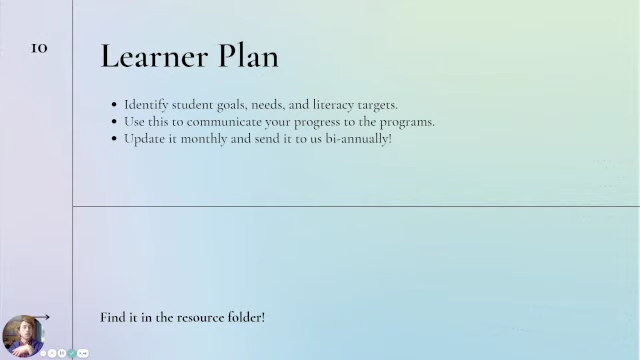 10
Learner Plan
• Identify student goals, needs, and literacy targets.
• Use this to communicate your progress to the programs.
• Update it monthly and send it to us bi-annually!
Find it in the resource folder!